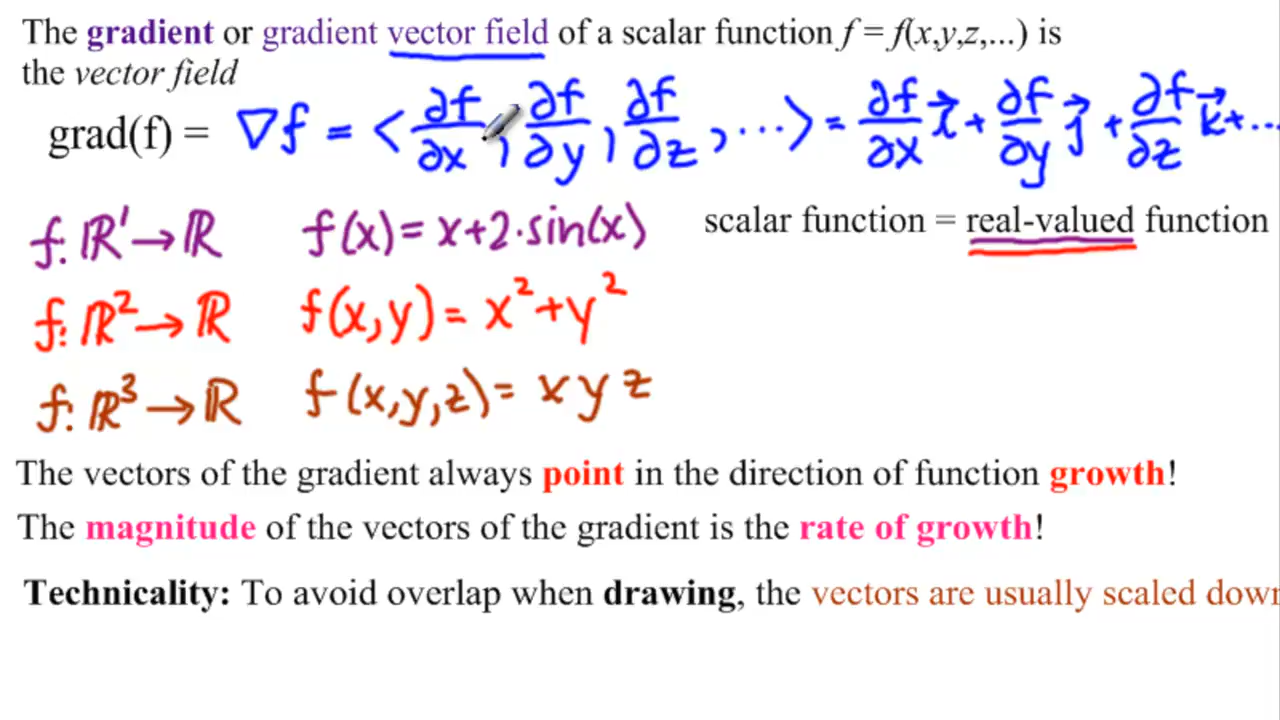 The gradient or gradient vector field of a scalar function f = f(x,y,z,...) is
the vector field
grad(f) = ∇f = <∂f/∂x, ∂f/∂y, ∂f/∂z, ...> = ∂f/∂x i⃗ + ∂f/∂y j⃗ + ∂f/∂z k⃗ + ...
f: ℝ¹ → ℝ f(x) = x+2·sin(x) scalar function = real-valued function
f: ℝ² → ℝ f(x,y) = x² + y²
f: ℝ³ → ℝ f(x,y,z) = x y z
The vectors of the gradient always point in the direction of function growth!
The magnitude of the vectors of the gradient is the rate of growth!
Technicality: To avoid overlap when drawing, the vectors are usually scaled down